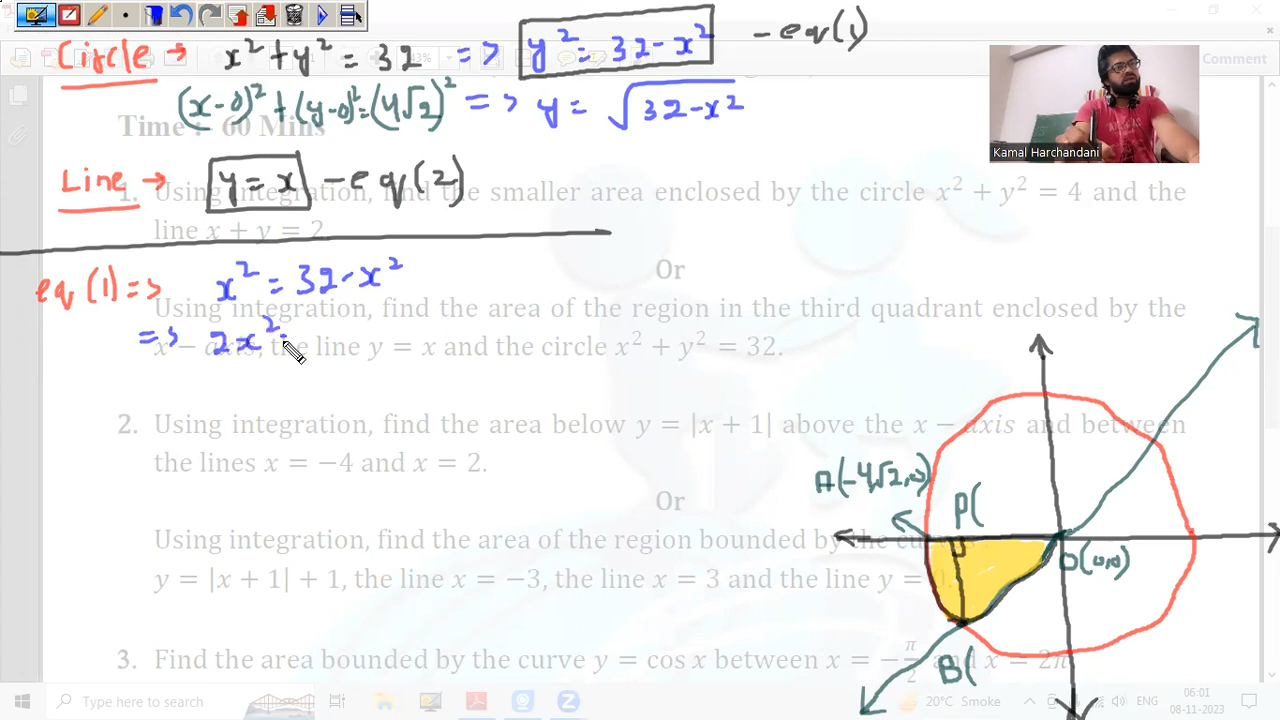 Comment
Circle → x² + y² = 32 => y² = 32 - x² - eq(1)
(x-0)² + (y-0)² = (4√2)² => y = √32-x²
Time : 60 Mins
Kamal Harchandani
Line → y = x - eq(2)
1. Using integration, find the smaller area enclosed by the circle x² + y² = 4 and the
line x + y = 2
Or
eq (1) => x² = 32 - x²
Using integration, find the area of the region in the third quadrant enclosed by the
=> 2x²
x − axis, the line y = x and the circle x² + y² = 32.
2. Using integration, find the area below y = |x + 1| above the x − axis and between
the lines x = −4 and x = 2.
Or
A(-4√2,0)
P(
Using integration, find the area of the region bounded by the curves
O(0,0)
y = |x + 1| + 1, the line x = −3, the line x = 3 and the line y = 0.
B(
3. Find the area bounded by the curve y = cos x between x = −π/2 and x = 2π
Type here to search
20°C Smoke
ENG
06:01
08-11-2023